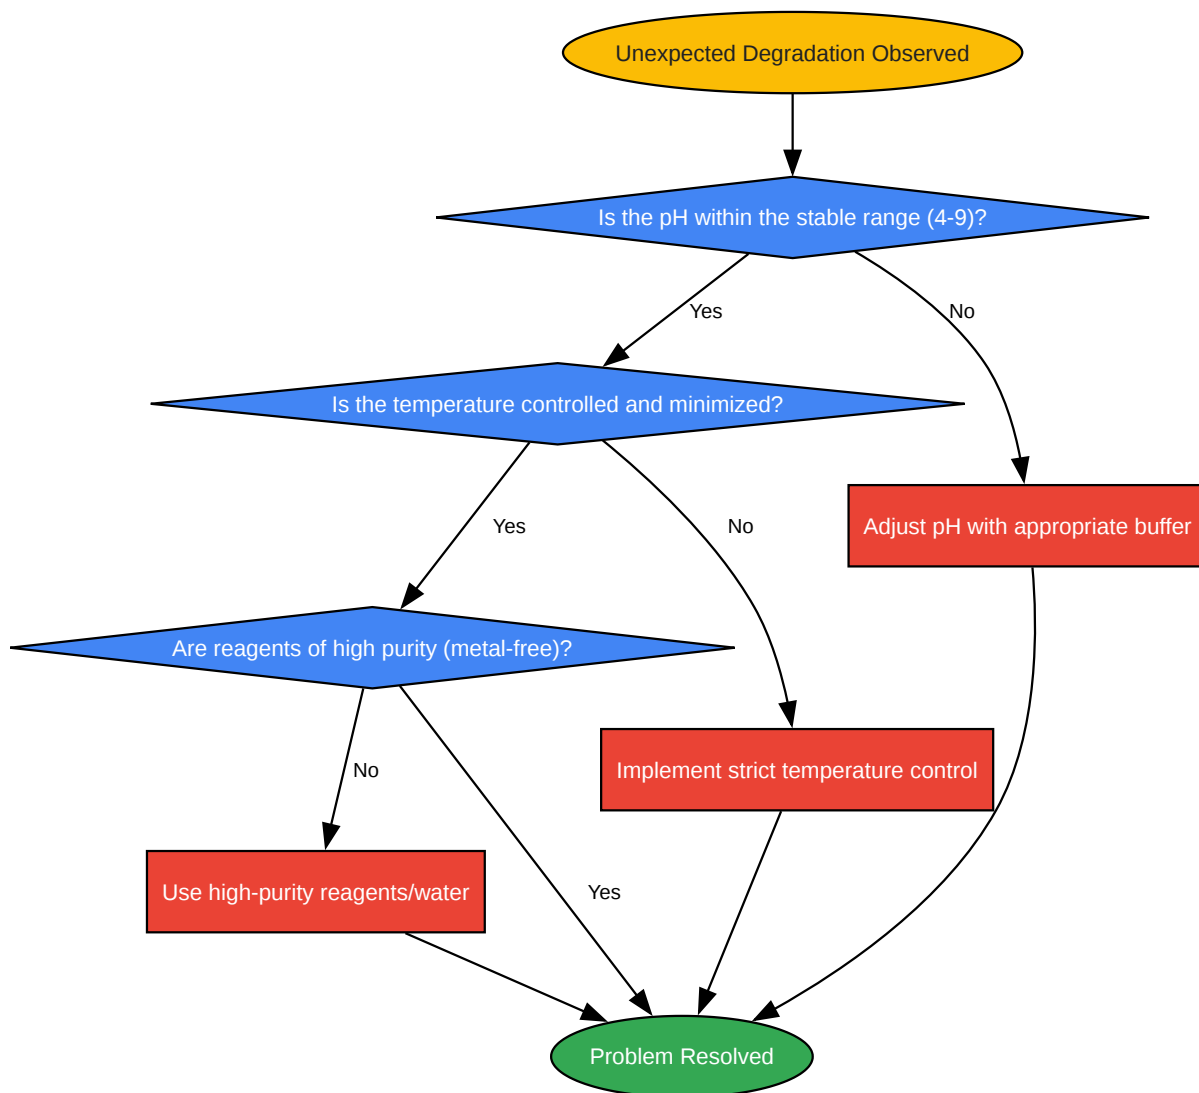 Unexpected Degradation Observed
Is the pH within the stable range (4-9)?
Yes
No
Is the temperature controlled and minimized?
Yes
No
Adjust pH with appropriate buffer
Are reagents of high purity (metal-free)?
No
Implement strict temperature control
Use high-purity reagents/water
Yes
Problem Resolved